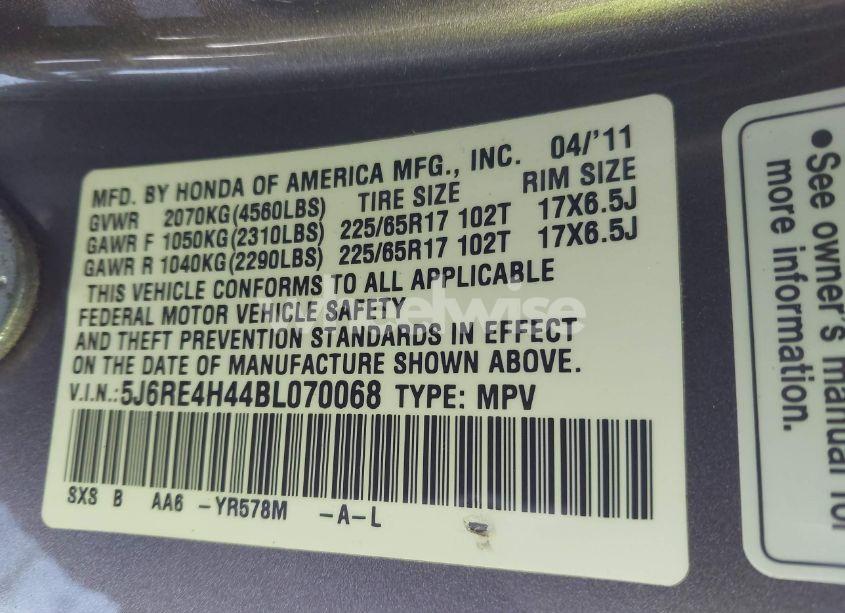 MFD. BY HONDA OF AMERICA MFG., INC. 04/'11
GVWR 2070KG(4560LBS) TIRE SIZE RIM SIZE
GAWR F 1050KG(2310LBS) 225/65R17 102T 17X6.5J
GAWR R 1040KG(2290LBS) 225/65R17 102T 17X6.5J
THIS VEHICLE CONFORMS TO ALL APPLICABLE
FEDERAL MOTOR VEHICLE SAFETY
AND THEFT PREVENTION STANDARDS IN EFFECT
ON THE DATE OF MANUFACTURE SHOWN ABOVE.
V.I.N.:5J6RE4H44BL070068 TYPE: MPV
SXS B AA6 -YR578M -A-L
•See owner's manual for
more information.